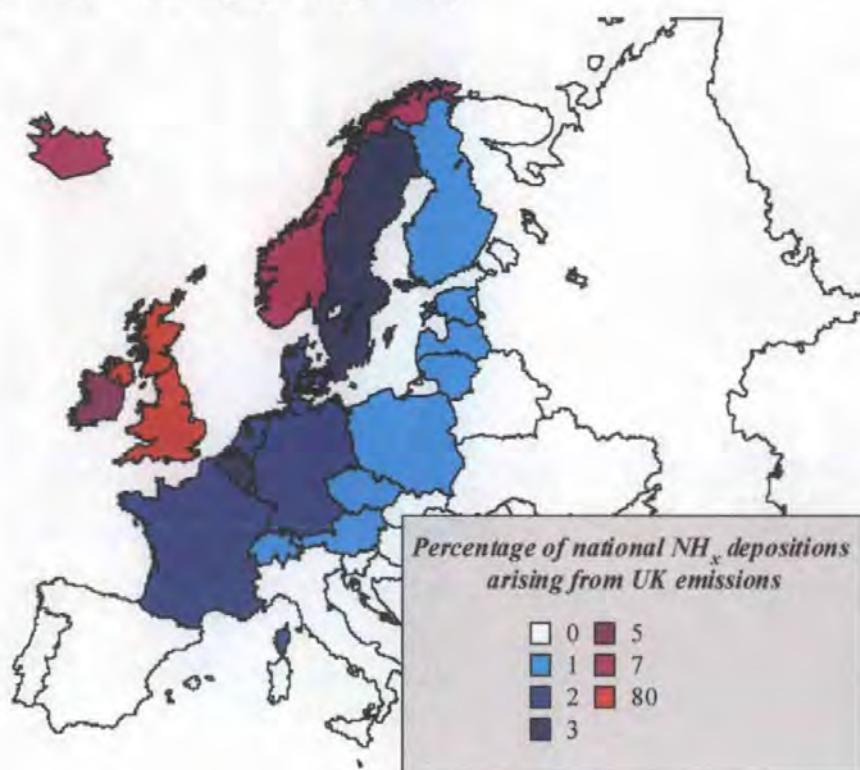 Percentage of national NHₓ depositions
arising from UK emissions
0 5
1 7
2 80
3